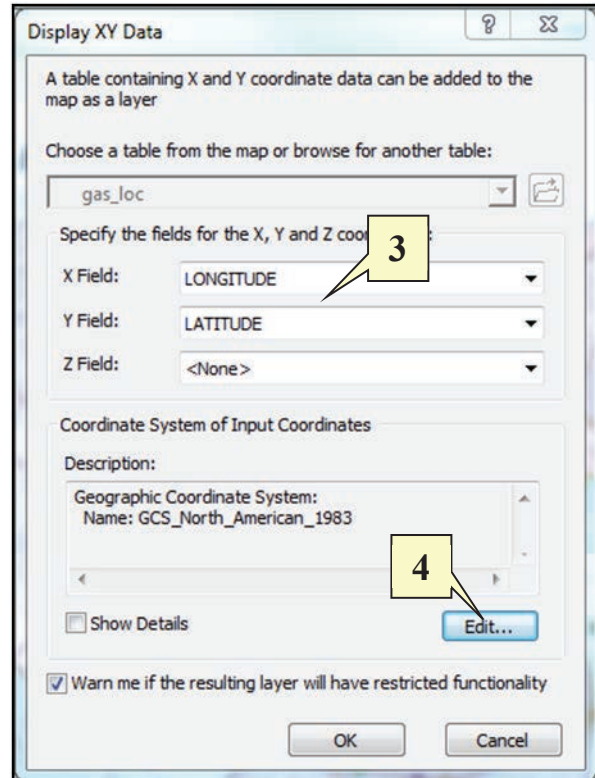 Display XY Data
A table containing X and Y coordinate data can be added to the
map as a layer
Choose a table from the map or browse for another table:
gas_loc
Specify the fields for the X, Y and Z coo :
3
X Field: LONGITUDE
Y Field: LATITUDE
Z Field: <None>
Coordinate System of Input Coordinates
Description:
Geographic Coordinate System:
Name: GCS_North_American_1983
4
Show Details Edit...
Warn me if the resulting layer will have restricted functionality
OK Cancel